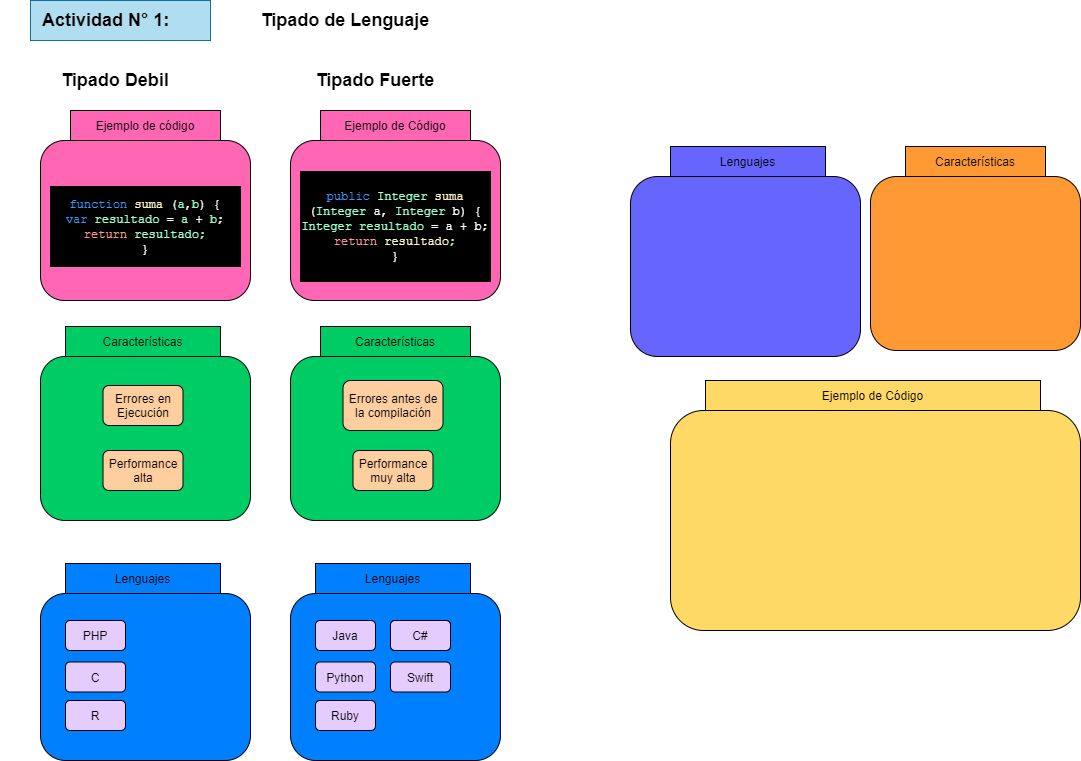 Actividad N° 1:
Tipado de Lenguaje
Tipado Debil
Tipado Fuerte
Ejemplo de código
function suma (a,b) {
var resultado = a + b;
return resultado;
}
Ejemplo de Código
public Integer suma
(Integer a, Integer b) {
Integer resultado = a + b;
return resultado;
}
Características
Errores en
Ejecución
Performance
alta
Características
Errores antes de
la compilación
Performance
muy alta
Lenguajes
PHP
C
R
Lenguajes
Java
C#
Python
Swift
Ruby
Lenguajes
Características
Ejemplo de Código